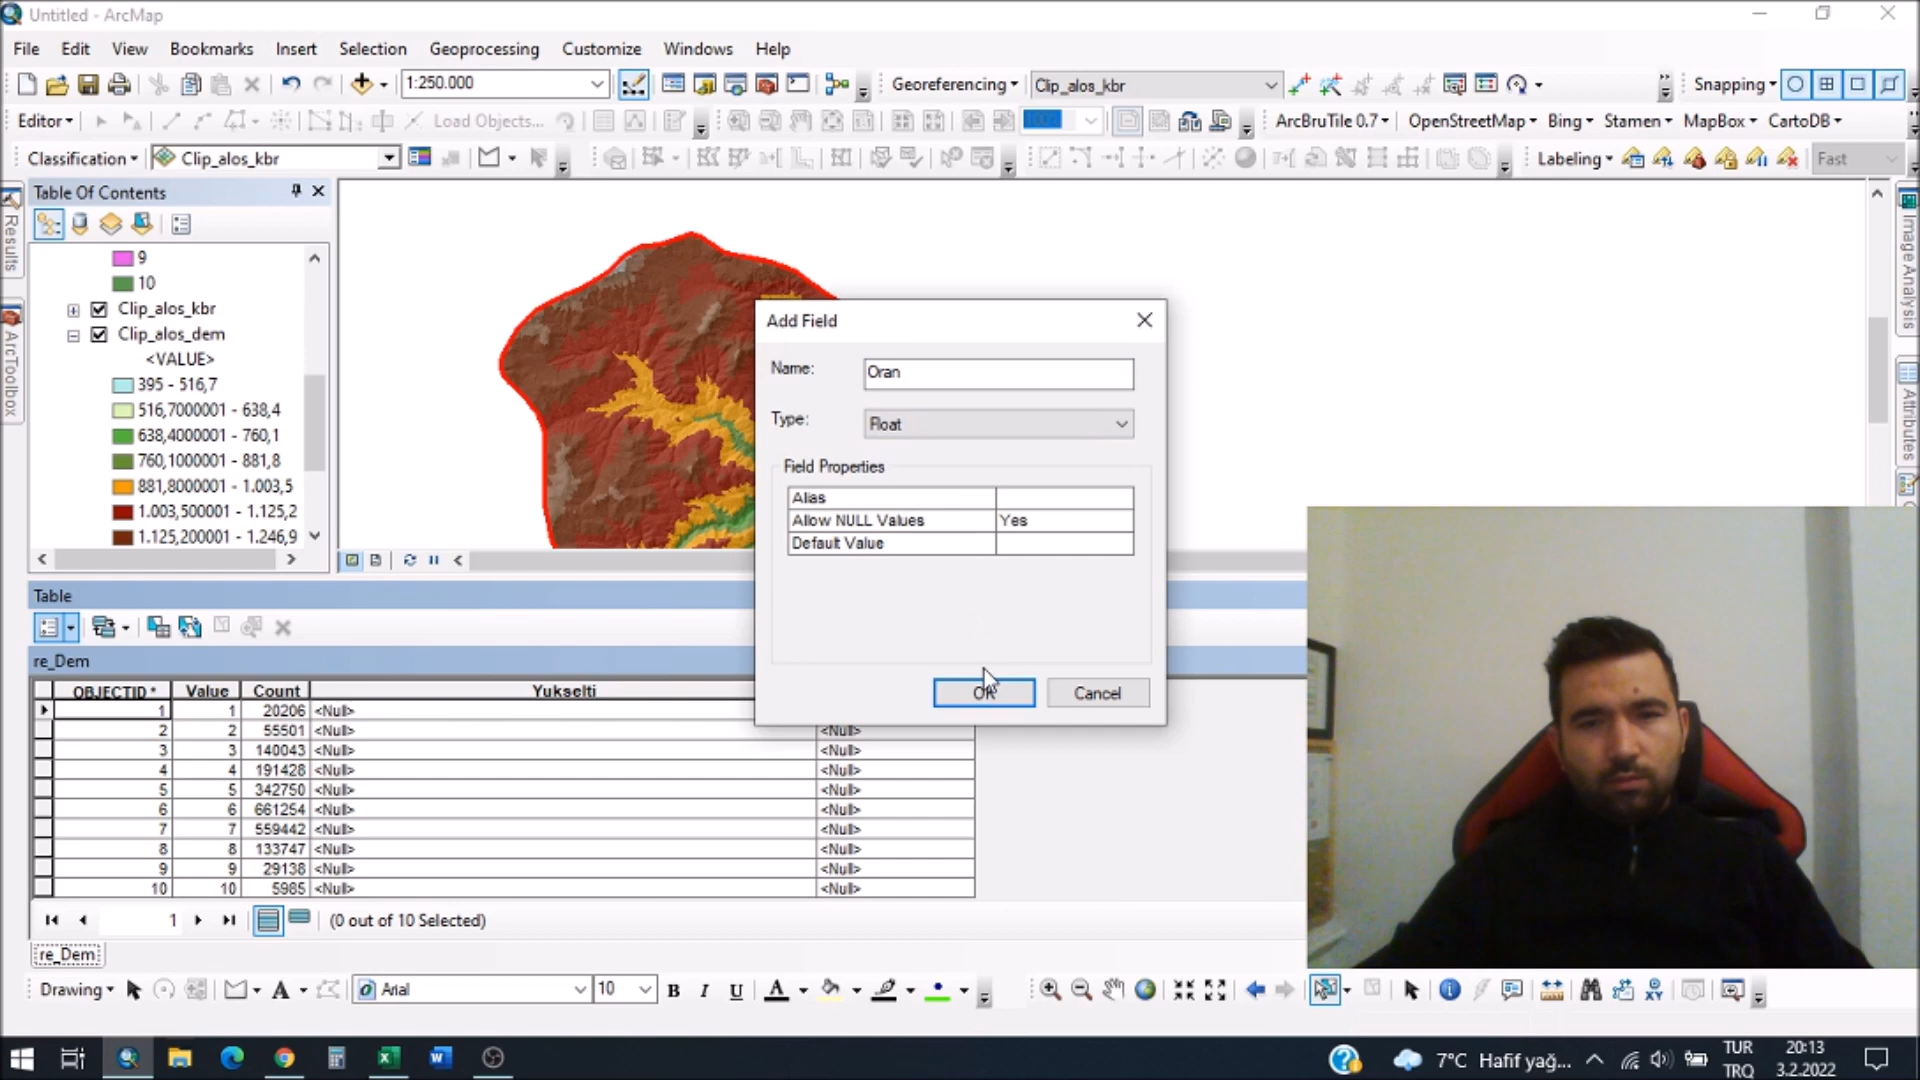 Untitled - ArcMap
File Edit View Bookmarks Insert Selection Geoprocessing Customize Windows Help
1:250.000 Georeferencing Clip_alos_kbr Snapping
Editor Load Objects... ArcBruTile 0.7 OpenStreetMap Bing Stamen MapBox CartoDB
Classification Clip_alos_kbr Labeling Fast
Table Of Contents
Results
ArcToolbox
9
10
Clip_alos_kbr
Clip_alos_dem
<VALUE>
395 - 516,7
516,7000001 - 638,4
638,4000001 - 760,1
760,1000001 - 881,8
881,8000001 - 1.003,5
1.003,500001 - 1.125,2
1.125,200001 - 1.246,9
Image Analysis
Attributes
Add Field
Name: Oran
Type: Float
Field Properties
Alias
Allow NULL Values Yes
Default Value
OK Cancel
Table
re_Dem
OBJECTID * Value Count Yukselti
1 1 20206 <Null>
2 2 55501 <Null> <Null>
3 3 140043 <Null> <Null>
4 4 191428 <Null> <Null>
5 5 342750 <Null> <Null>
6 6 661254 <Null> <Null>
7 7 559442 <Null> <Null>
8 8 133747 <Null> <Null>
9 9 29138 <Null> <Null>
10 10 5985 <Null> <Null>
1 (0 out of 10 Selected)
re_Dem
Drawing A Arial 10 B I U A
7°C Hafif yağ... TUR 20:13
TRQ 3.2.2022